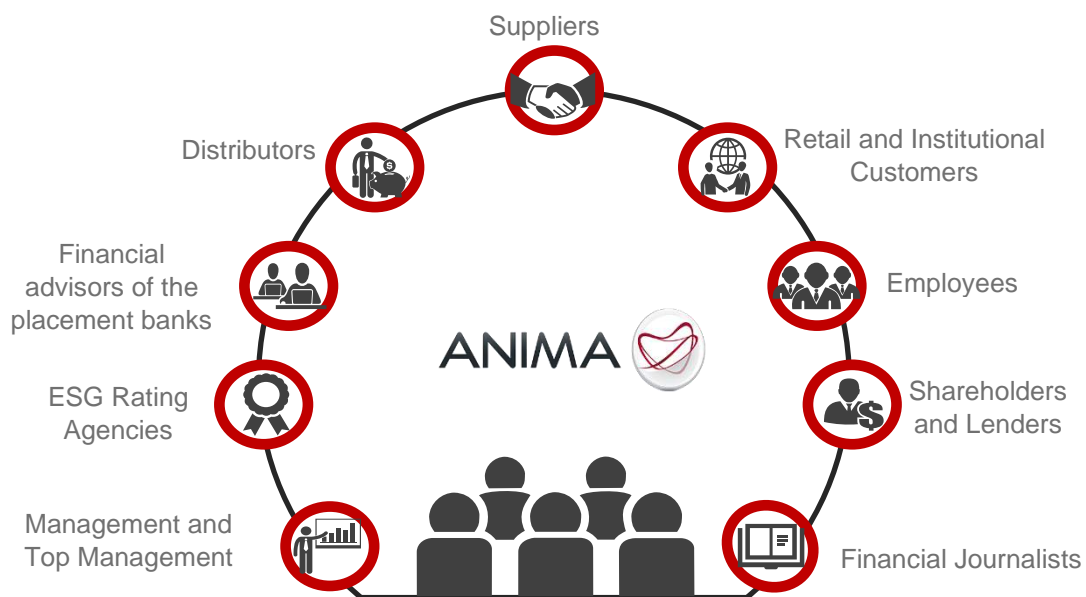 Suppliers
Distributors
Retail and Institutional
Customers
Financial
advisors of the
placement banks
Employees
ANIMA
ESG Rating
Agencies
Shareholders
and Lenders
Management and
Top Management
Financial Journalists